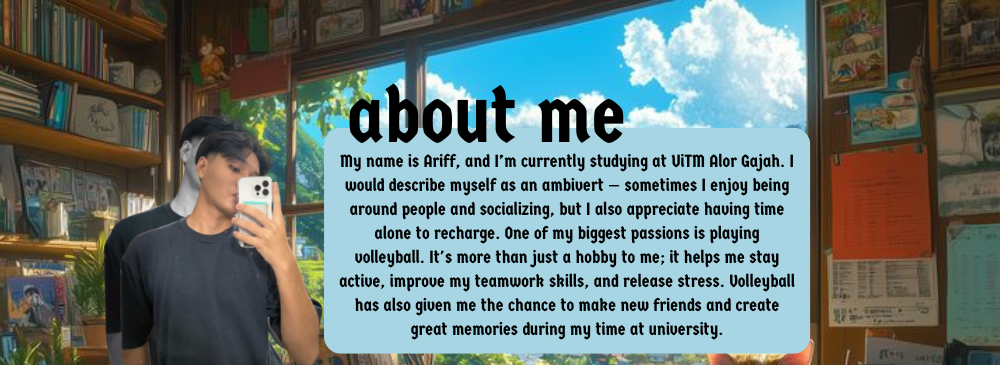 about me
My name is Ariff, and I'm currently studying at UiTM Alor Gajah. I
would describe myself as an ambivert – sometimes I enjoy being
around people and socializing, but I also appreciate having time
alone to recharge. One of my biggest passions is playing
volleyball. It's more than just a hobby to me; it helps me stay
active, improve my teamwork skills, and release stress. Volleyball
has also given me the chance to make new friends and create
great memories during my time at university.